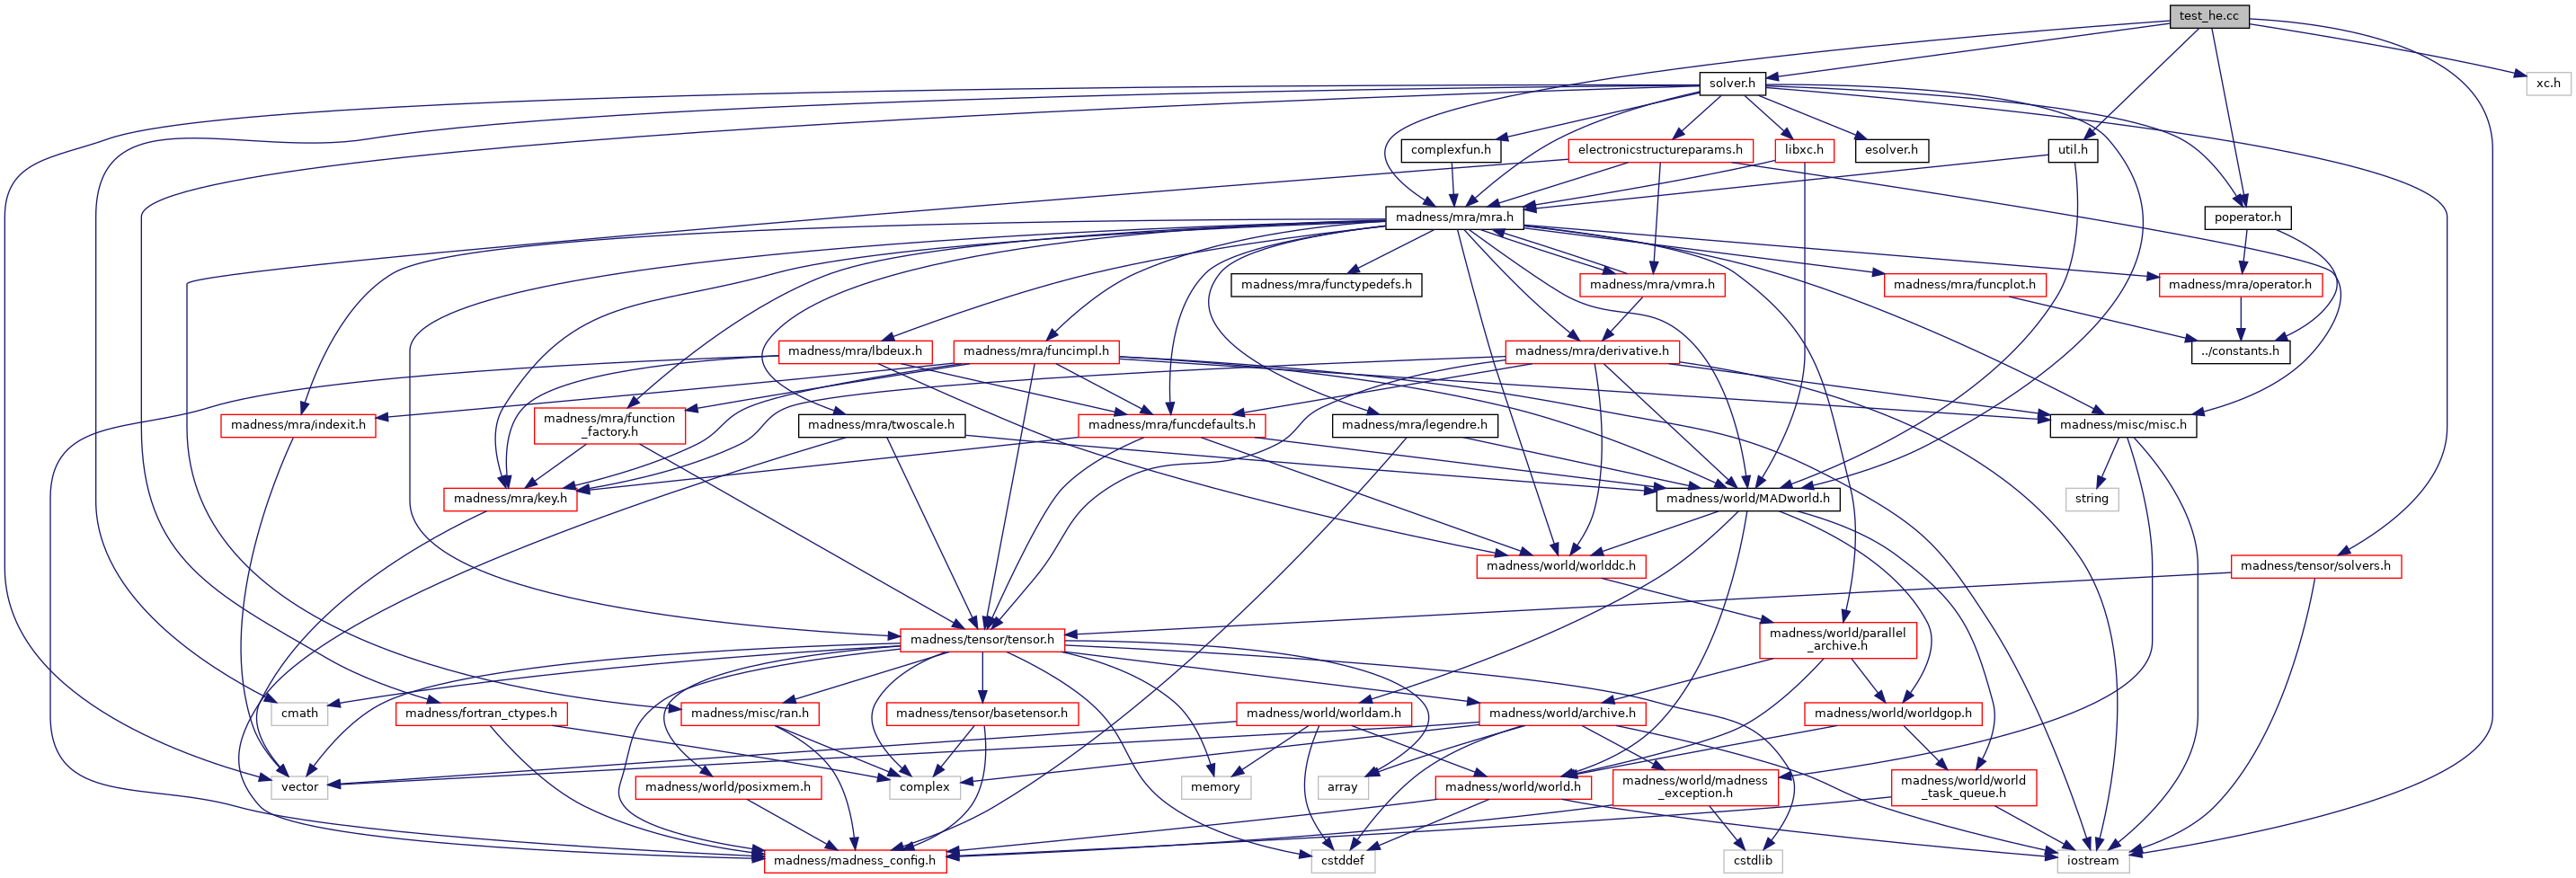 test_he.cc
solver.h
xc.h
complexfun.h
electronicstructureparams.h
libxc.h
esolver.h
util.h
madness/mra/mra.h
poperator.h
madness/mra/functypedefs.h
madness/mra/vmra.h
madness/mra/funcplot.h
madness/mra/operator.h
madness/mra/lbdeux.h
madness/mra/funcimpl.h
madness/mra/derivative.h
../constants.h
madness/mra/indexit.h
madness/mra/function
_factory.h
madness/mra/twoscale.h
madness/mra/funcdefaults.h
madness/mra/legendre.h
madness/misc/misc.h
madness/mra/key.h
madness/world/MADworld.h
string
madness/world/worlddc.h
madness/tensor/solvers.h
madness/tensor/tensor.h
madness/world/parallel
_archive.h
cmath
madness/fortran_ctypes.h
madness/misc/ran.h
madness/tensor/basetensor.h
madness/world/worldam.h
madness/world/archive.h
madness/world/worldgop.h
vector
madness/world/posixmem.h
complex
memory
array
madness/world/world.h
madness/world/madness
_exception.h
madness/world/world
_task_queue.h
madness/madness_config.h
cstddef
cstdlib
iostream